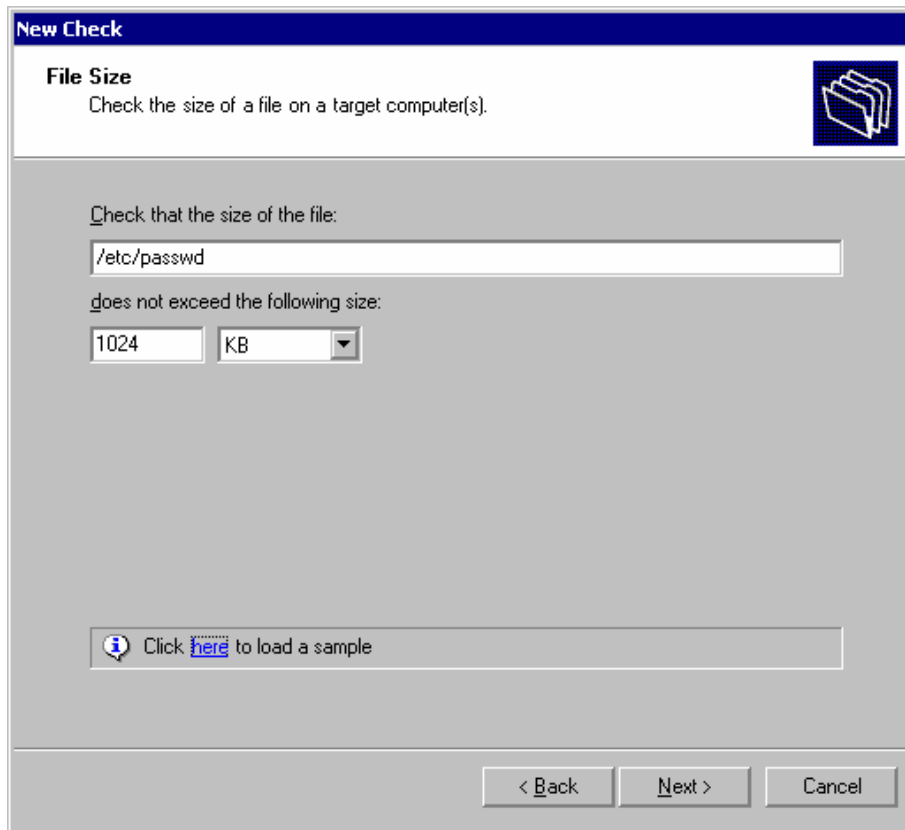 New Check
File Size
Check the size of a file on a target computer(s).
Check that the size of the file:
/etc/passwd
does not exceed the following size:
1024 KB
Click here to load a sample
< Back Next > Cancel